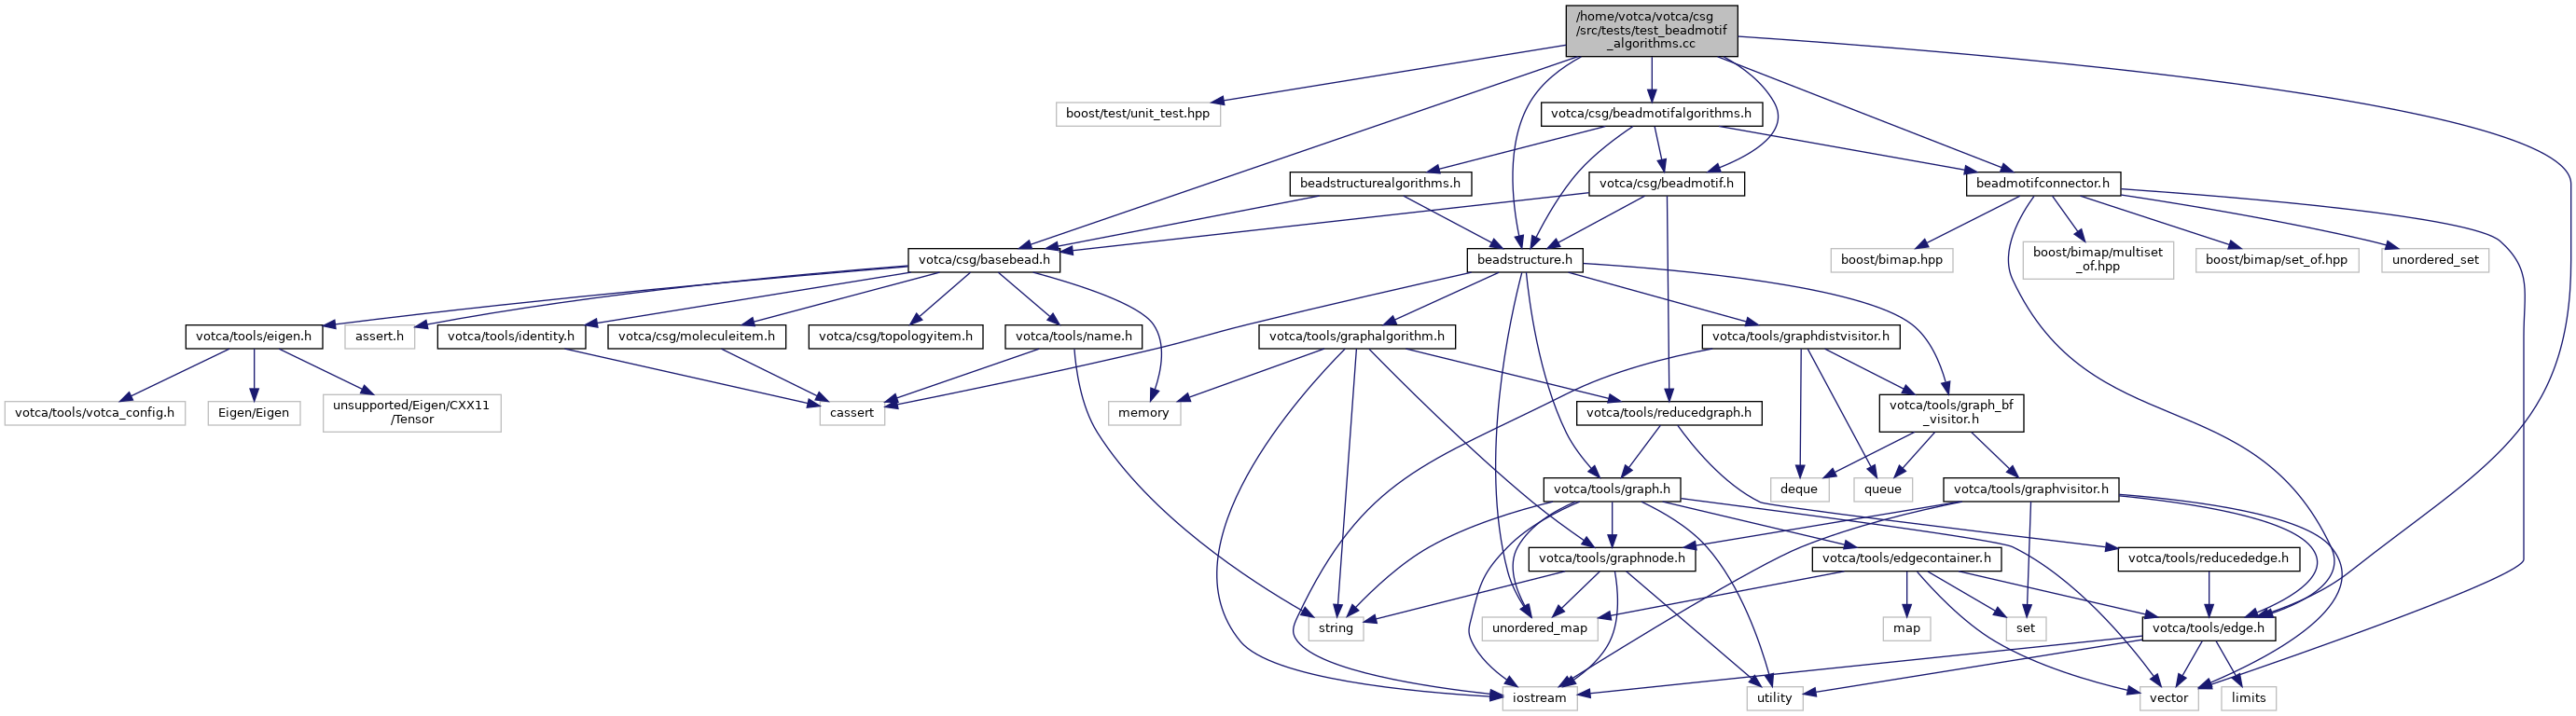 /home/votca/votca/csg
/src/tests/test_beadmotif
_algorithms.cc
boost/test/unit_test.hpp
votca/csg/beadmotifalgorithms.h
beadstructurealgorithms.h
votca/csg/beadmotif.h
beadmotifconnector.h
votca/csg/basebead.h
beadstructure.h
boost/bimap.hpp
boost/bimap/multiset
_of.hpp
boost/bimap/set_of.hpp
unordered_set
votca/tools/eigen.h
assert.h
votca/tools/identity.h
votca/csg/moleculeitem.h
votca/csg/topologyitem.h
votca/tools/name.h
votca/tools/graphalgorithm.h
votca/tools/graphdistvisitor.h
votca/tools/votca_config.h
Eigen/Eigen
unsupported/Eigen/CXX11
/Tensor
cassert
memory
votca/tools/reducedgraph.h
votca/tools/graph_bf
_visitor.h
votca/tools/graph.h
deque
queue
votca/tools/graphvisitor.h
votca/tools/graphnode.h
votca/tools/edgecontainer.h
votca/tools/reducededge.h
string
unordered_map
map
set
votca/tools/edge.h
iostream
utility
vector
limits